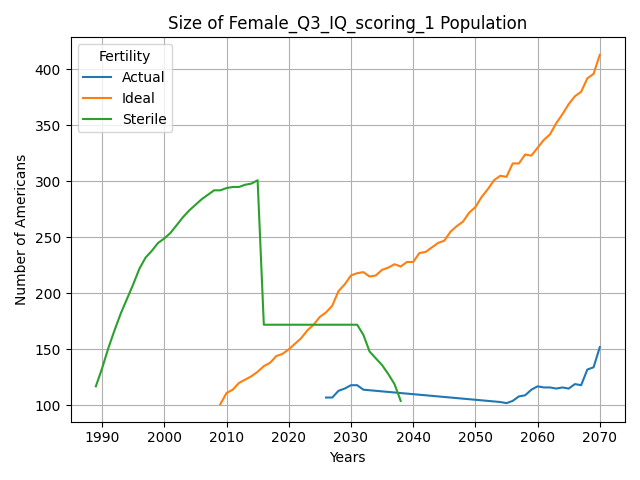 Size of Female_Q3_IQ_scoring_1 Population
Fertility
Actual
Ideal
Sterile
Number of Americans
400
350
300
250
200
150
100
1990 2000 2010 2020 2030 2040 2050 2060 2070
Years